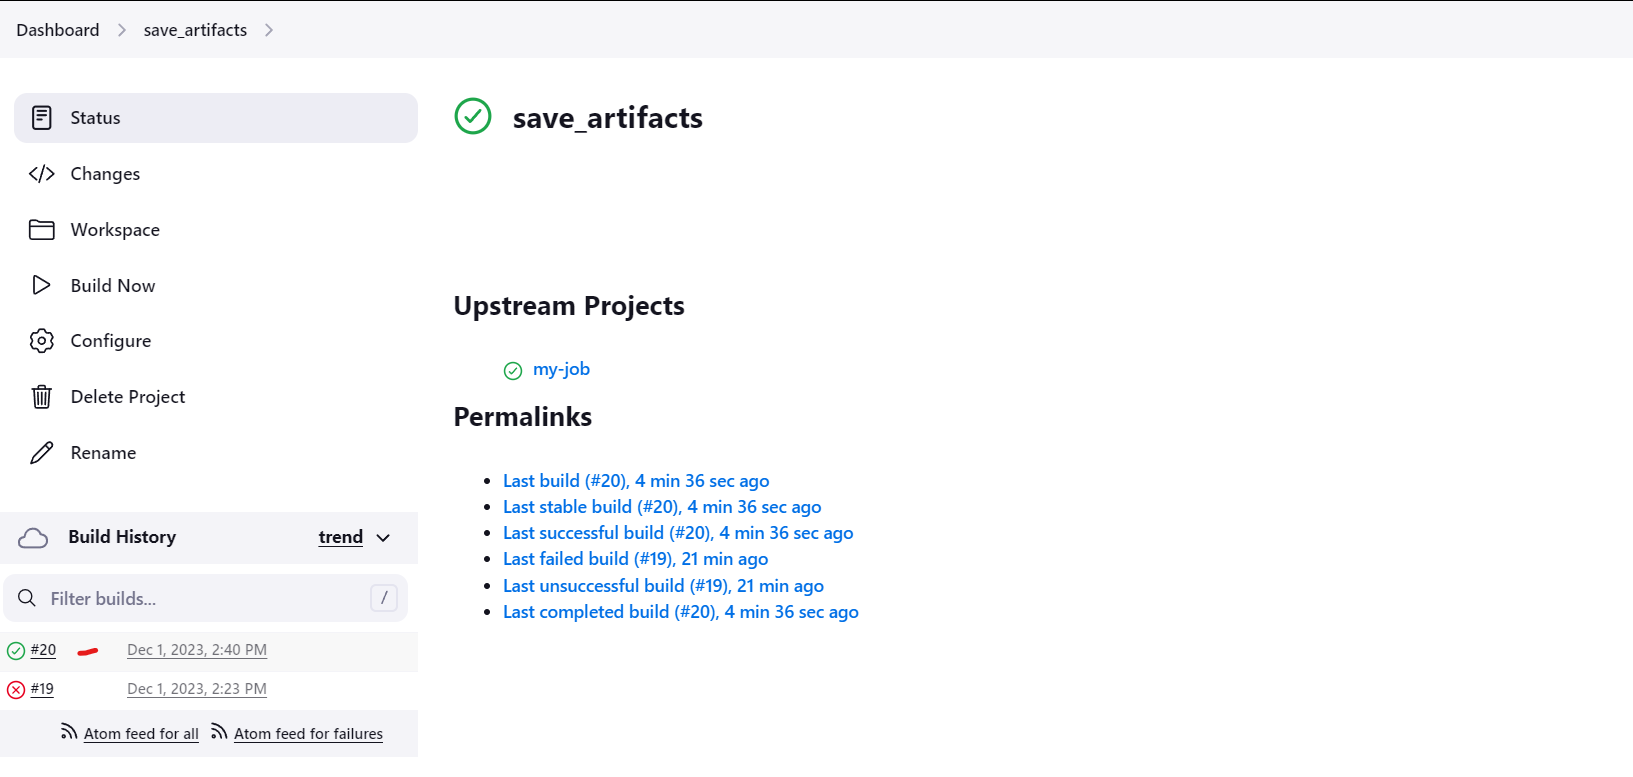 Dashboard > save_artifacts >
Status
Changes
Workspace
Build Now
Configure
Delete Project
Rename
Build History trend
Filter builds... /
#20 Dec 1, 2023, 2:40 PM
#19 Dec 1, 2023, 2:23 PM
Atom feed for all Atom feed for failures
save_artifacts
Upstream Projects
my-job
Permalinks
Last build (#20), 4 min 36 sec ago
Last stable build (#20), 4 min 36 sec ago
Last successful build (#20), 4 min 36 sec ago
Last failed build (#19), 21 min ago
Last unsuccessful build (#19), 21 min ago
Last completed build (#20), 4 min 36 sec ago